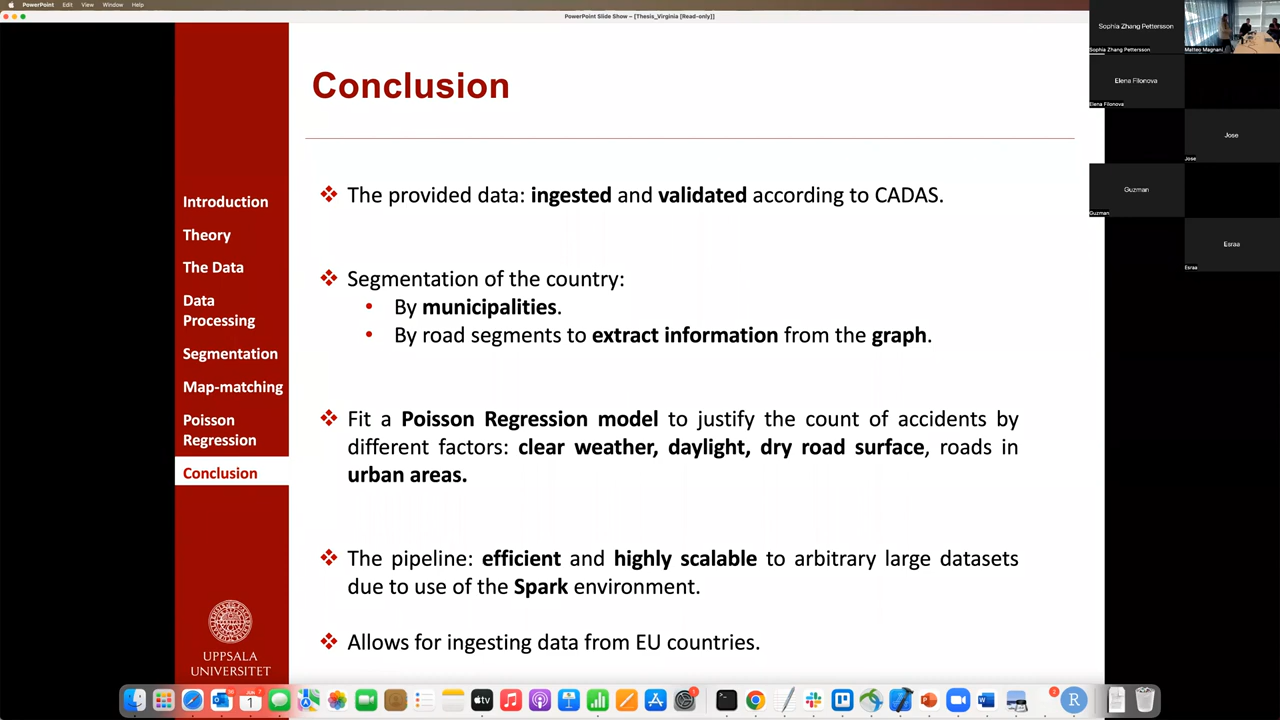 PowerPoint Edit View Window Help
PowerPoint Slide Show – [Thesis_Virginia [Read-only]]
Conclusion
Introduction
Theory
The Data
Data
Processing
Segmentation
Map-matching
Poisson
Regression
Conclusion
UPPSALA
UNIVERSITET
❖ The provided data: ingested and validated according to CADAS.
❖ Segmentation of the country:
• By municipalities.
• By road segments to extract information from the graph.
❖ Fit a Poisson Regression model to justify the count of accidents by
different factors: clear weather, daylight, dry road surface, roads in
urban areas.
❖ The pipeline: efficient and highly scalable to arbitrary large datasets
due to use of the Spark environment.
❖ Allows for ingesting data from EU countries.
Sophia Zhang Pettersson
Sophia Zhang Pettersson
Matteo Magnani
Elena Filonova
Elena Filonova
Jose
Jose
Guzman
Guzman
Esraa
Esraa
JUN
1
tv
W
R